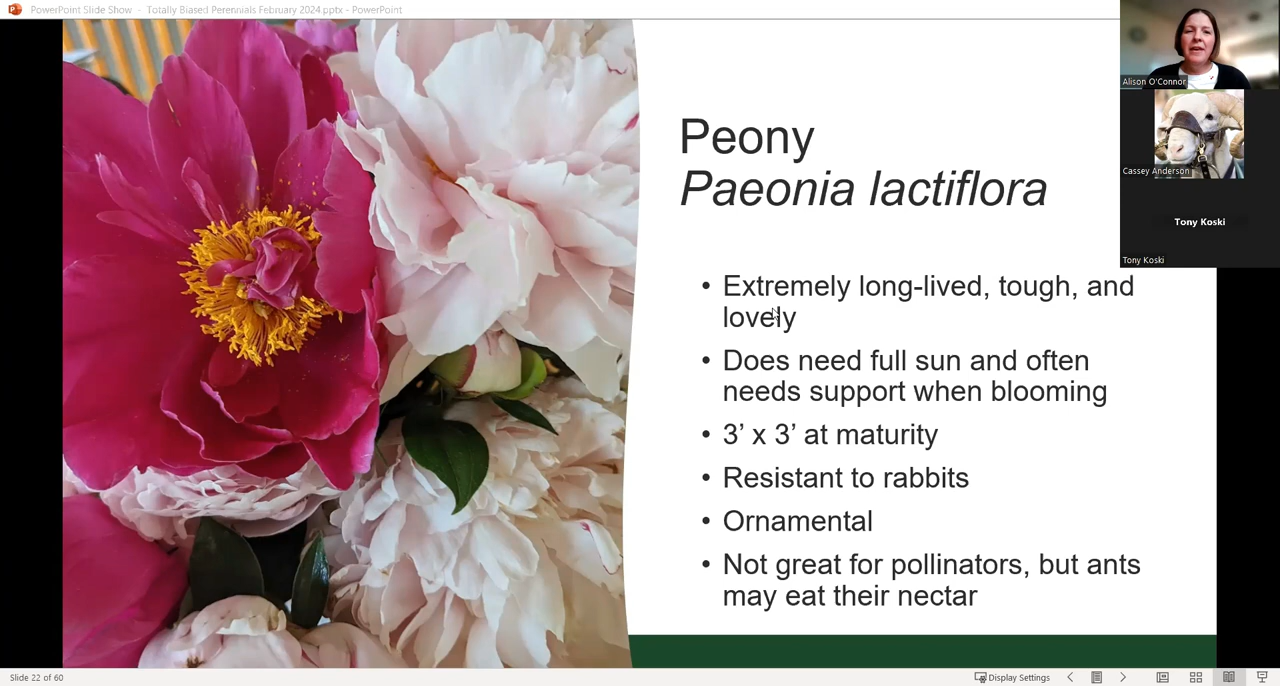 PowerPoint Slide Show - Totally Biased Perennials February 2024 pptx - PowerPoint
Alison O'Connor
Cassey Anderson
Tony Koski
Tony Koski
Peony
Paeonia lactiflora
• Extremely long-lived, tough, and
lovely
• Does need full sun and often
needs support when blooming
• 3’ x 3’ at maturity
• Resistant to rabbits
• Ornamental
• Not great for pollinators, but ants
may eat their nectar
Slide 22 of 60
Display Settings